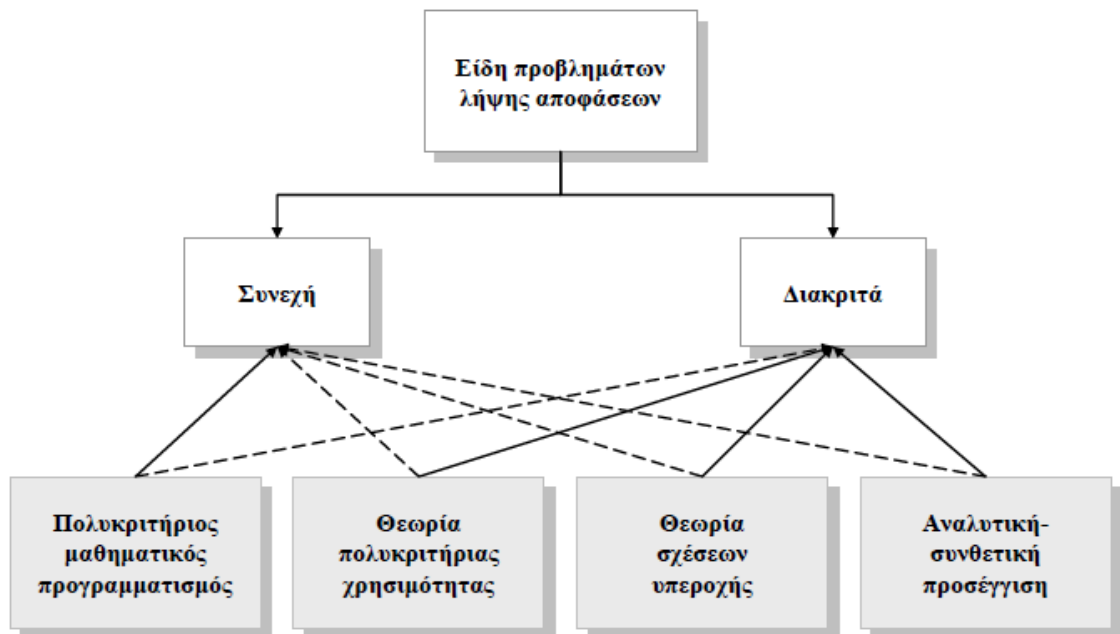 Είδη προβλημάτων
λήψης αποφάσεων
Συνεχή
Διακριτά
Πολυκριτήριος
μαθηματικός
προγραμματισμός
Θεωρία
πολυκριτήριας
χρησιμότητας
Θεωρία
σχέσεων
υπεροχής
Αναλυτική-
συνθετική
προσέγγιση